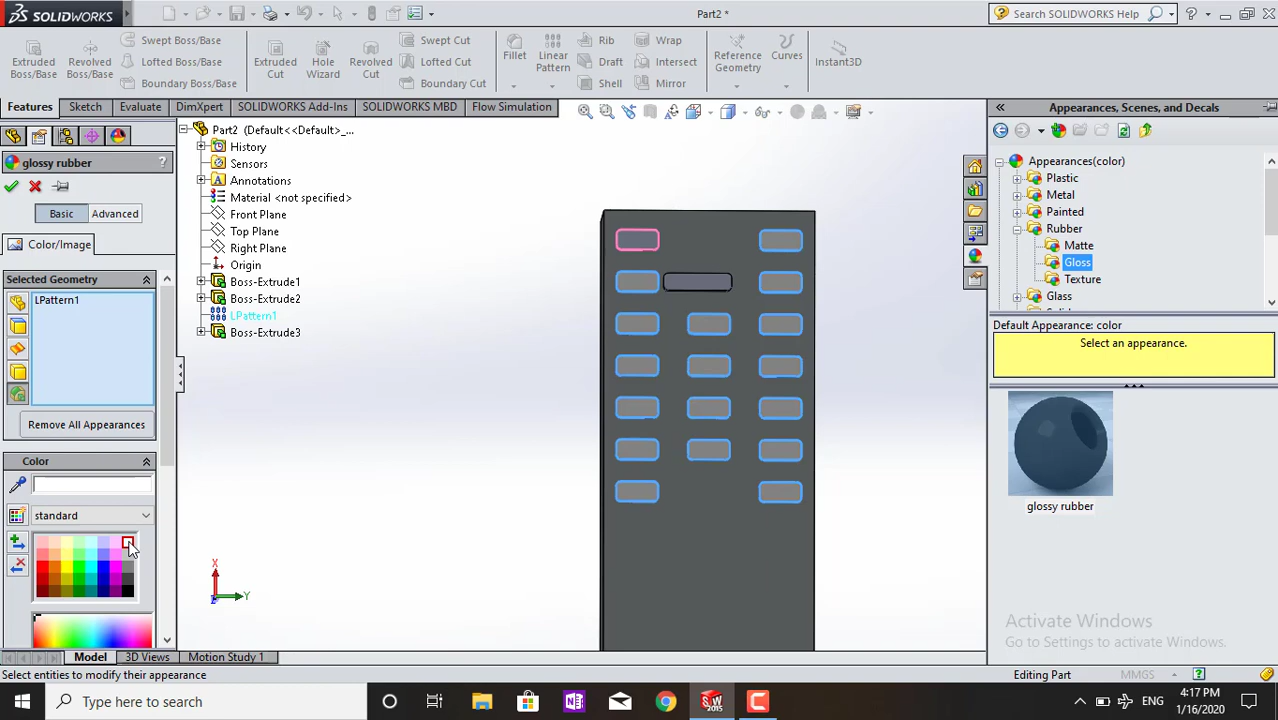 SOLIDWORKS
Part2 *
Search SOLIDWORKS Help
Extruded Boss/Base
Revolved Boss/Base
Swept Boss/Base
Lofted Boss/Base
Boundary Boss/Base
Extruded Cut
Hole Wizard
Revolved Cut
Swept Cut
Lofted Cut
Boundary Cut
Fillet
Linear Pattern
Rib
Draft
Shell
Wrap
Intersect
Mirror
Reference Geometry
Curves
Instant3D
Features
Sketch
Evaluate
DimXpert
SOLIDWORKS Add-Ins
SOLIDWORKS MBD
Flow Simulation
Appearances, Scenes, and Decals
glossy rubber
?
Basic
Advanced
Color/Image
Selected Geometry
LPattern1
Remove All Appearances
Color
standard
Part2 (Default<<Default>_...
History
Sensors
Annotations
Material <not specified>
Front Plane
Top Plane
Right Plane
Origin
Boss-Extrude1
Boss-Extrude2
LPattern1
Boss-Extrude3
X
Y
Z
Appearances(color)
Plastic
Metal
Painted
Rubber
Matte
Gloss
Texture
Glass
Default Appearance: color
Select an appearance.
glossy rubber
Activate Windows
Go to Settings to activate Windows.
Model
3D Views
Motion Study 1
Select entities to modify their appearance
Editing Part
MMGS
Type here to search
SW
2015
ENG
4:17 PM
1/16/2020